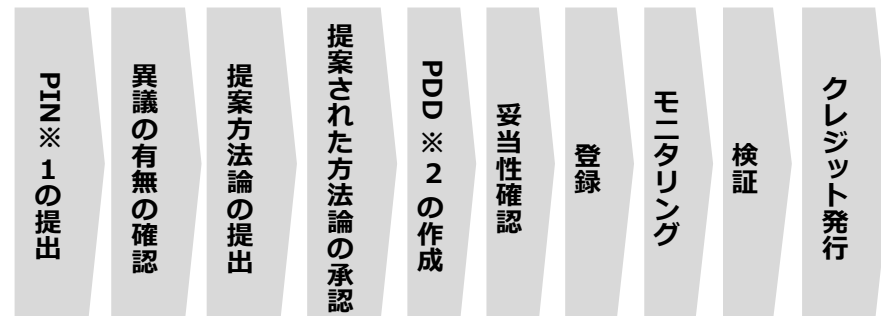 PIN※1の提出
異議の有無の確認
提案方法論の提出
提案された方法論の承認
PDD※2の作成
妥当性確認
登録
モニタリング
検証
クレジット発行